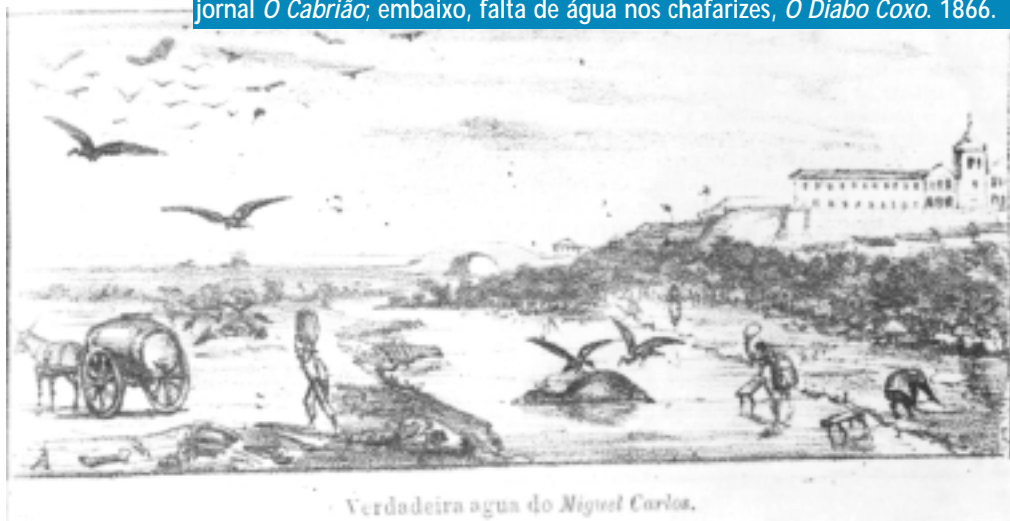 jornal O Cabrião; embaixo, falta de água nos chafarizes, O Diabo Coxo. 1866.
Verdadeira agua do Miguel Carlos.